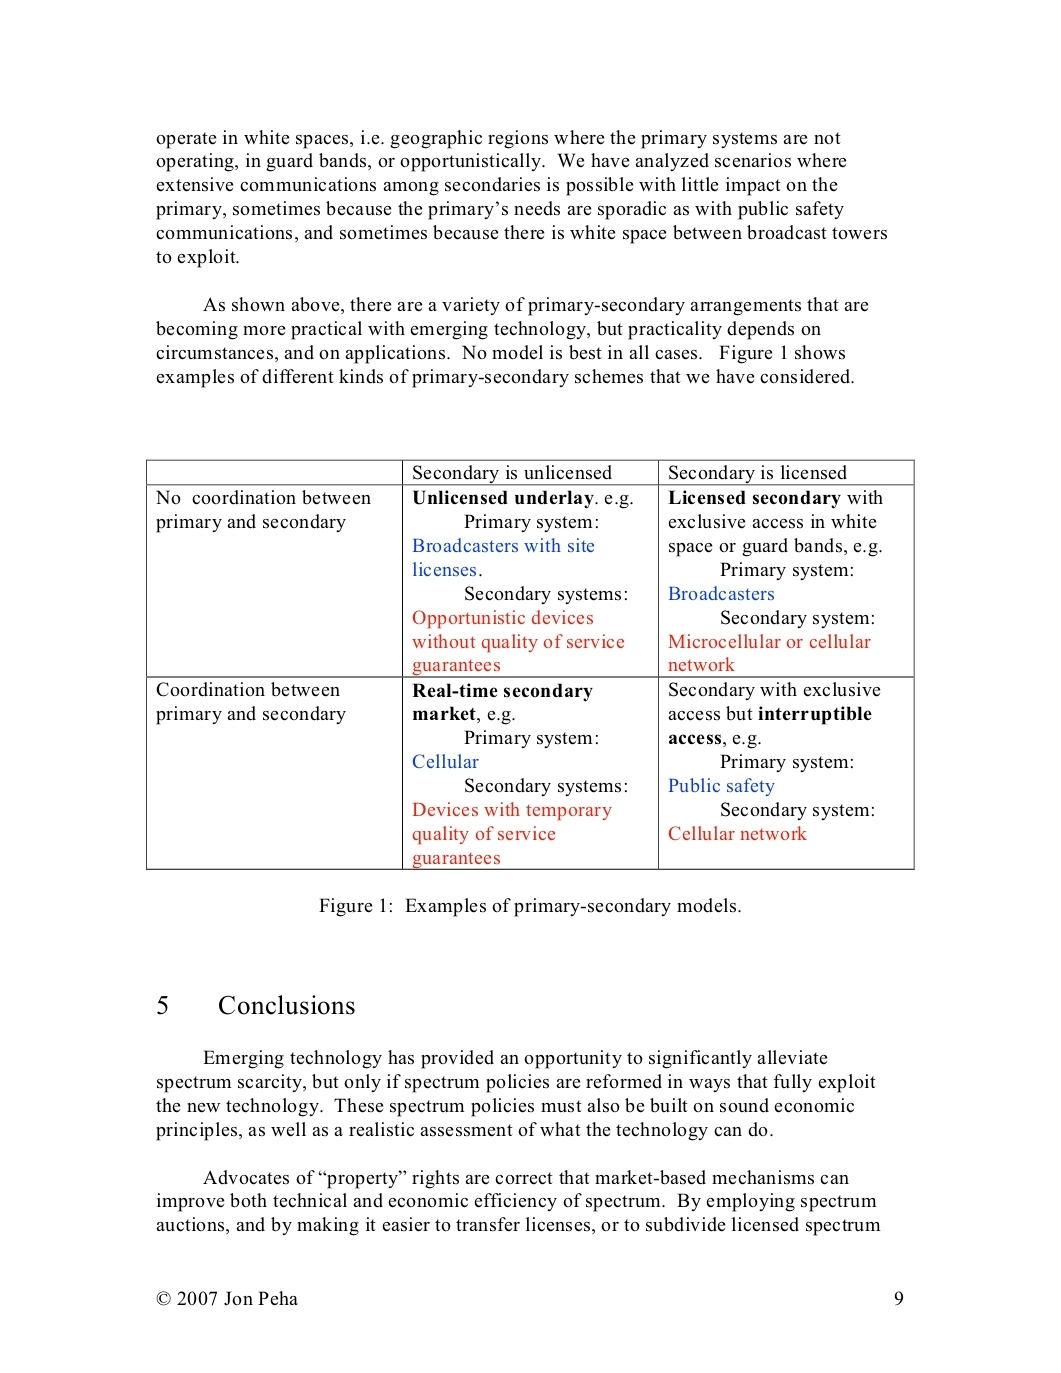 operate in white spaces, i.e. geographic regions where the primary systems are not
operating, in guard bands, or opportunistically.  We have analyzed scenarios where
extensive communications among secondaries is possible with little impact on the
primary, sometimes because the primary’s needs are sporadic as with public safety
communications, and sometimes because there is white space between broadcast towers
to exploit.
As shown above, there are a variety of primary-secondary arrangements that are
becoming more practical with emerging technology, but practicality depends on
circumstances, and on applications.  No model is best in all cases.   Figure 1 shows
examples of different kinds of primary-secondary schemes that we have considered.
Secondary is unlicensed
Secondary is licensed
No  coordination between
primary and secondary
Unlicensed underlay. e.g.
Primary system:
Broadcasters with site
licenses.
Secondary systems:
Opportunistic devices
without quality of service
guarantees
Licensed secondary with
exclusive access in white
space or guard bands, e.g.
Primary system:
Broadcasters
Secondary system:
Microcellular or cellular
network
Coordination between
primary and secondary
Real-time secondary
market, e.g.
Primary system:
Cellular
Secondary systems:
Devices with temporary
quality of service
guarantees
Secondary with exclusive
access but interruptible
access, e.g.
Primary system:
Public safety
Secondary system:
Cellular network
Figure 1:  Examples of primary-secondary models.
5 Conclusions
Emerging technology has provided an opportunity to significantly alleviate
spectrum scarcity, but only if spectrum policies are reformed in ways that fully exploit
the new technology.  These spectrum policies must also be built on sound economic
principles, as well as a realistic assessment of what the technology can do.
Advocates of “property” rights are correct that market-based mechanisms can
improve both technical and economic efficiency of spectrum.  By employing spectrum
auctions, and by making it easier to transfer licenses, or to subdivide licensed spectrum
© 2007 Jon Peha 9